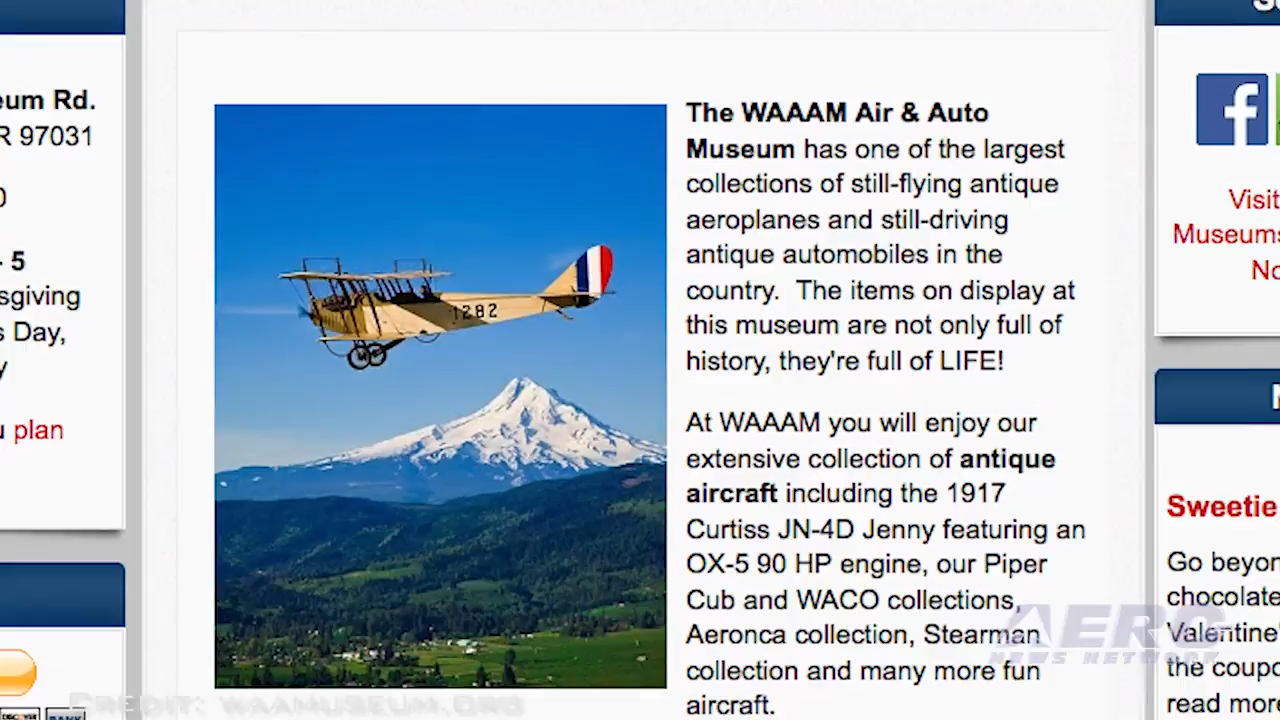 eum Rd.
R 97031
0
- 5
sgiving
s Day,
y
u plan
DISCOVER
BANK
1282
The WAAAM Air & Auto
Museum has one of the largest
collections of still-flying antique
aeroplanes and still-driving
antique automobiles in the
country.  The items on display at
this museum are not only full of
history, they're full of LIFE!
At WAAAM you will enjoy our
extensive collection of antique
aircraft including the 1917
Curtiss JN-4D Jenny featuring an
OX-5 90 HP engine, our Piper
Cub and WACO collections,
Aeronca collection, Stearman
collection and many more fun
aircraft.
f
Visit
Museums
No
Sweetie
Go beyon
chocolate
Valentine'
the coupo
read more
AERO
NEWS NETWORK
Credit: waamuseum.org